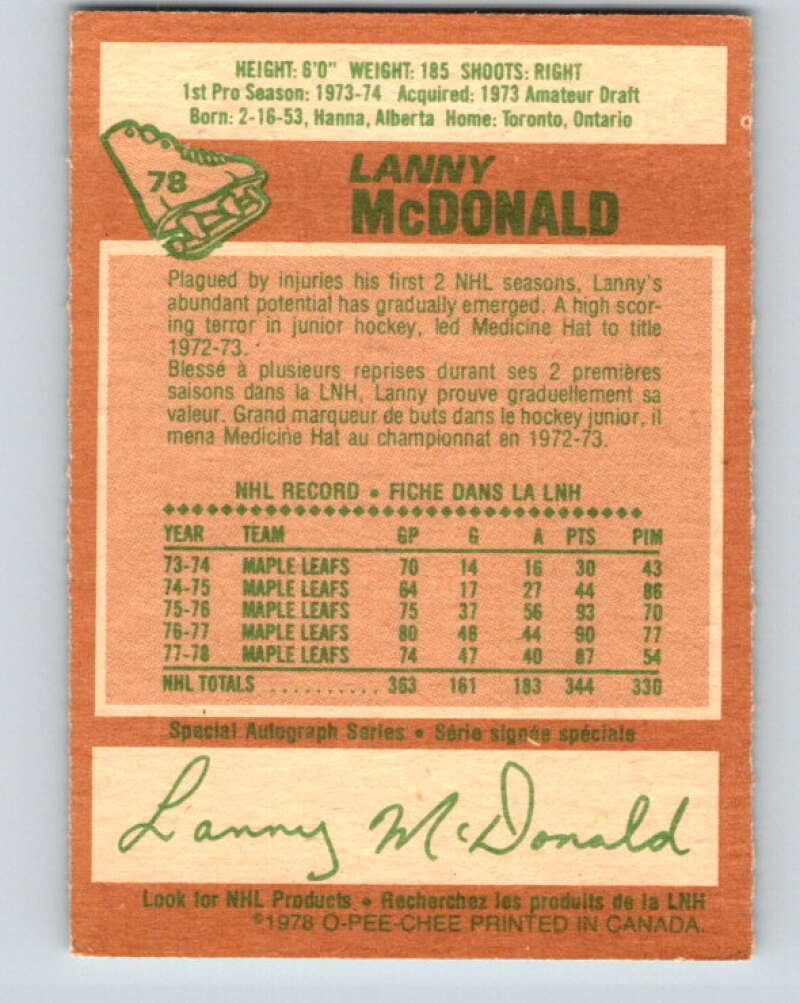 HEIGHT: 6'0" WEIGHT: 185 SHOOTS: RIGHT
1st Pro Season: 1973-74 Acquired: 1973 Amateur Draft
Born: 2-16-53, Hanna, Alberta Home: Toronto, Ontario
78
LANNY
McDONALD
Plagued by injuries his first 2 NHL seasons, Lanny's
abundant potential has gradually emerged. A high scor-
ing terror in junior hockey, led Medicine Hat to title
1972-73.
Blessé à plusieurs reprises durant ses 2 premières
saisons dans la LNH, Lanny prouve graduellement sa
valeur. Grand marqueur de buts dans le hockey junior, il
mena Medicine Hat au championnat en 1972-73.
NHL RECORD • FICHE DANS LA LNH
YEAR TEAM GP G A PTS PIM
73-74 MAPLE LEAFS 70 14 16 30 43
74-75 MAPLE LEAFS 64 17 27 44 86
75-76 MAPLE LEAFS 75 37 56 93 70
76-77 MAPLE LEAFS 80 46 44 90 77
77-78 MAPLE LEAFS 74 47 40 87 54
NHL TOTALS .......... 363 161 183 344 330
Special Autograph Series • Série signée spéciale
Lanny McDonald
Look for NHL Products • Recherchez les produits de la LNH
©1978 O-PEE-CHEE PRINTED IN CANADA.